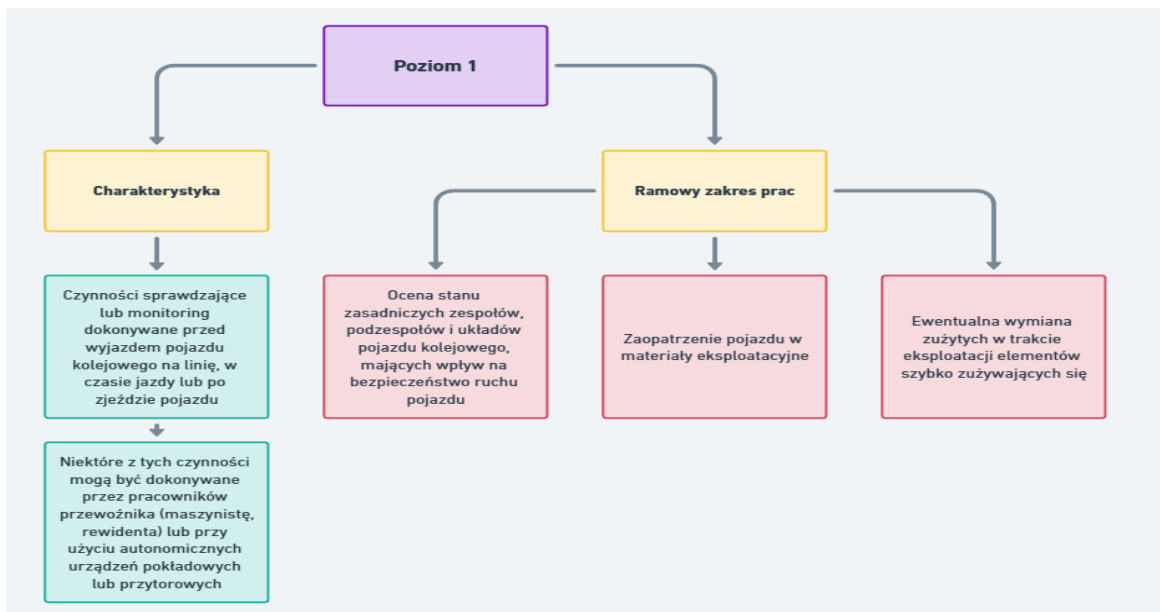 Poziom 1
Charakterystyka
Ramowy zakres prac
Czynności sprawdzające
lub monitoring
dokonywane przed
wyjazdem pojazdu
kolejowego na linię, w
czasie jazdy lub po
zjeździe pojazdu
Ocena stanu
zasadniczych zespołów,
podzespołów i układów
pojazdu kolejowego,
mających wpływ na
bezpieczeństwo ruchu
pojazdu
Zaopatrzenie pojazdu w
materiały eksploatacyjne
Ewentualna wymiana
zużytych w trakcie
eksploatacji elementów
szybko zużywających się
Niektóre z tych czynności
mogą być dokonywane
przez pracowników
przewoźnika (maszynistę,
rewidenta) lub przy
użyciu autonomicznych
urządzeń pokładowych
lub przytorowych